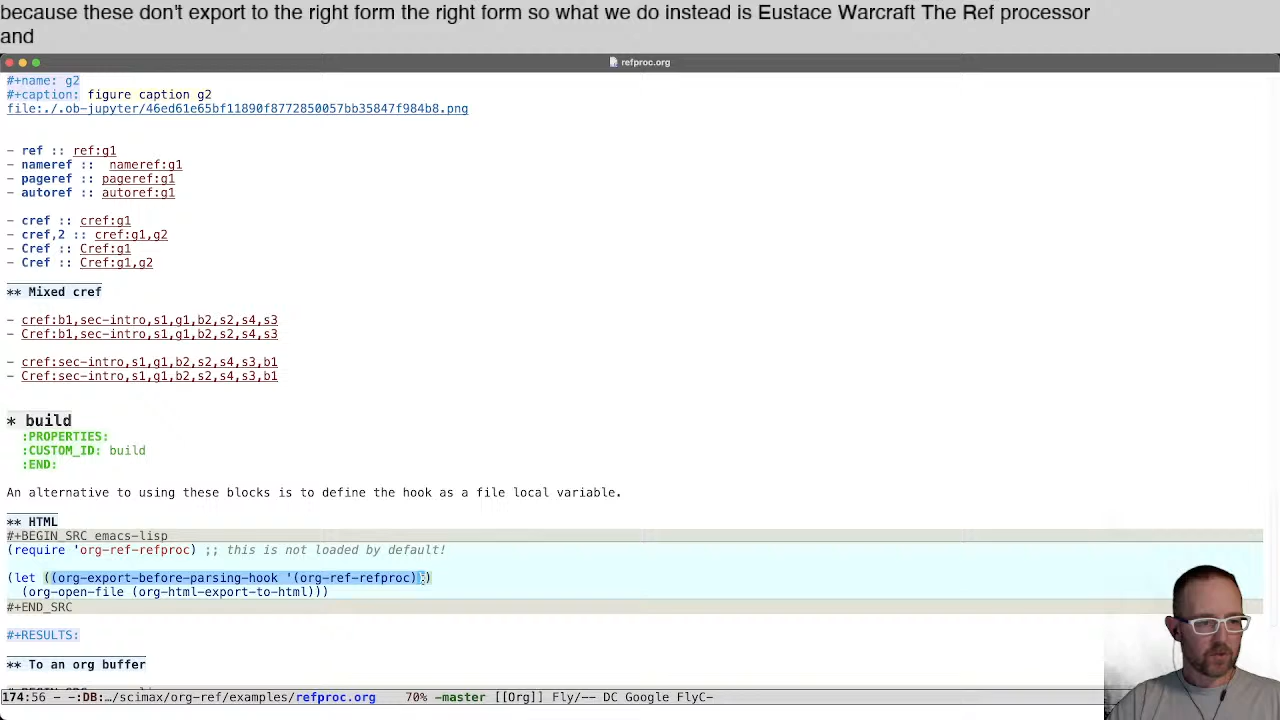 because these don't export to the right form the right form so what we do instead is Eustace Warcraft The Ref processor
and
refproc.org
#+name: g2
#+caption: figure caption g2
file:./.ob-jupyter/46ed61e65bf11890f8772850057bb35847f984b8.png
- ref :: ref:g1
- nameref :: nameref:g1
- pageref :: pageref:g1
- autoref :: autoref:g1
- cref :: cref:g1
- cref,2 :: cref:g1,g2
- Cref :: Cref:g1
- Cref :: Cref:g1,g2
** Mixed cref
- cref:b1,sec-intro,s1,g1,b2,s2,s4,s3
- Cref:b1,sec-intro,s1,g1,b2,s2,s4,s3
- cref:sec-intro,s1,g1,b2,s2,s4,s3,b1
- Cref:sec-intro,s1,g1,b2,s2,s4,s3,b1
* build
:PROPERTIES:
:CUSTOM_ID: build
:END:
An alternative to using these blocks is to define the hook as a file local variable.
** HTML
#+BEGIN_SRC emacs-lisp
(require 'org-ref-refproc) ;; this is not loaded by default!
(let ((org-export-before-parsing-hook '(org-ref-refproc)))
(org-open-file (org-html-export-to-html)))
#+END_SRC
#+RESULTS:
** To an org buffer
174:56 - -:DB:…/scimax/org-ref/examples/refproc.org 70% -master [[Org]] Fly/-- DC Google FlyC-